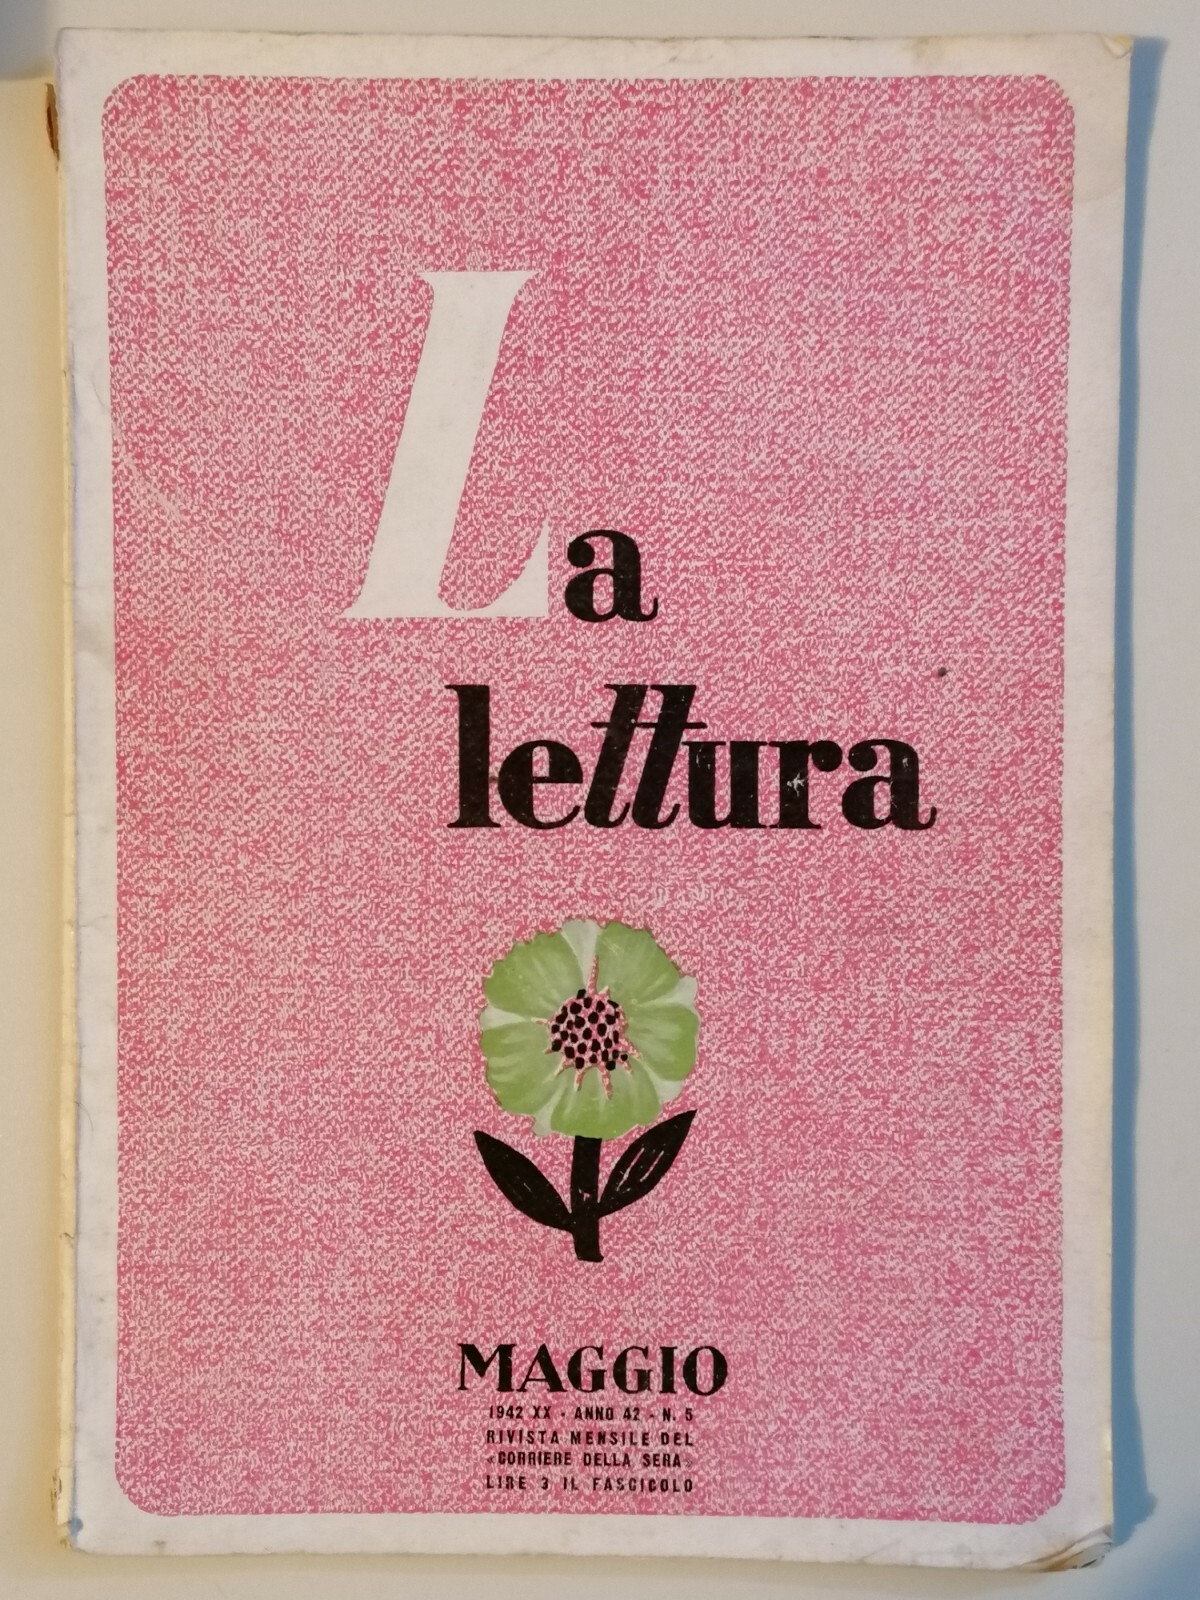 La
lettura
MAGGIO
1942 XX - ANNO 42 - N. 5
RIVISTA MENSILE DEL
«CORRIERE DELLA SERA»
LIRE 3 IL FASCICOLO